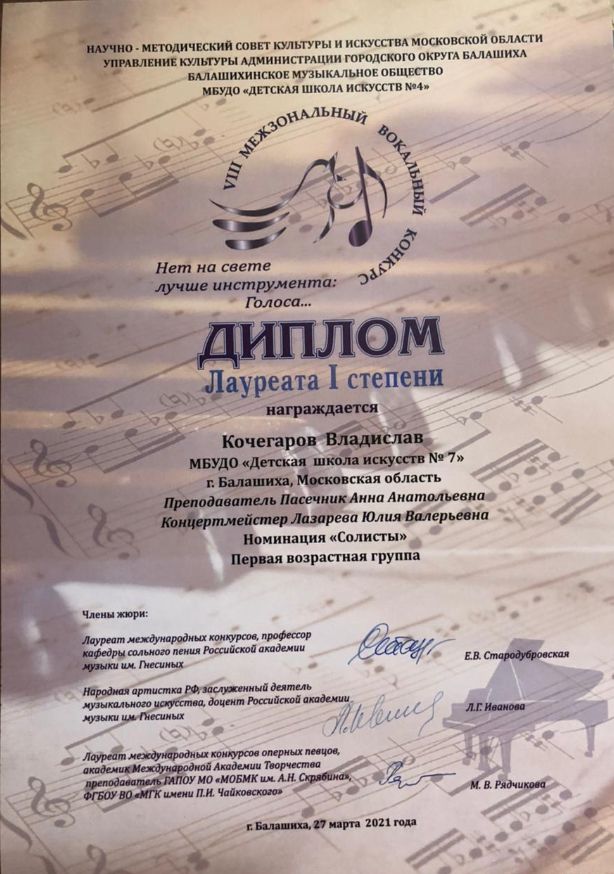 НАУЧНО - МЕТОДИЧЕСКИЙ СОВЕТ КУЛЬТУРЫ И ИСКУССТВА МОСКОВСКОЙ ОБЛАСТИ
УПРАВЛЕНИЕ КУЛЬТУРЫ АДМИНИСТРАЦИИ ГОРОДСКОГО ОКРУГА БАЛАШИХА
БАЛАШИХИНСКОЕ МУЗЫКАЛЬНОЕ ОБЩЕСТВО
МБУДО «ДЕТСКАЯ ШКОЛА ИСКУССТВ №4»
VIII МЕЖЗОНАЛЬНЫЙ ВОКАЛЬНЫЙ КОНКУРС
Нет на свете
лучше инструмента:
Голоса...
ДИПЛОМ
Лауреата I степени
награждается
Кочегаров Владислав
МБУДО «Детская школа искусств № 7»
г. Балашиха, Московская область
Преподаватель Пасечник Анна Анатольевна
Концертмейстер Лазарева Юлия Валерьевна
Номинация «Солисты»
Первая возрастная группа
Члены жюри:
Лауреат международных конкурсов, профессор
кафедры сольного пения Российской академии
музыки им. Гнесиных
Е.В. Стародубровская
Народная артистка РФ, заслуженный деятель
музыкального искусства, доцент Российской академии
музыки им. Гнесиных
Л.Г. Иванова
Лауреат международных конкурсов оперных певцов,
академик Международной Академии Творчества
преподаватель ГАПОУ МО «МОБМК им. А.Н. Скрябина»,
ФГБОУ ВО «МГК имени П.И. Чайковского»
М. В. Рядчикова
г. Балашиха, 27 марта 2021 года